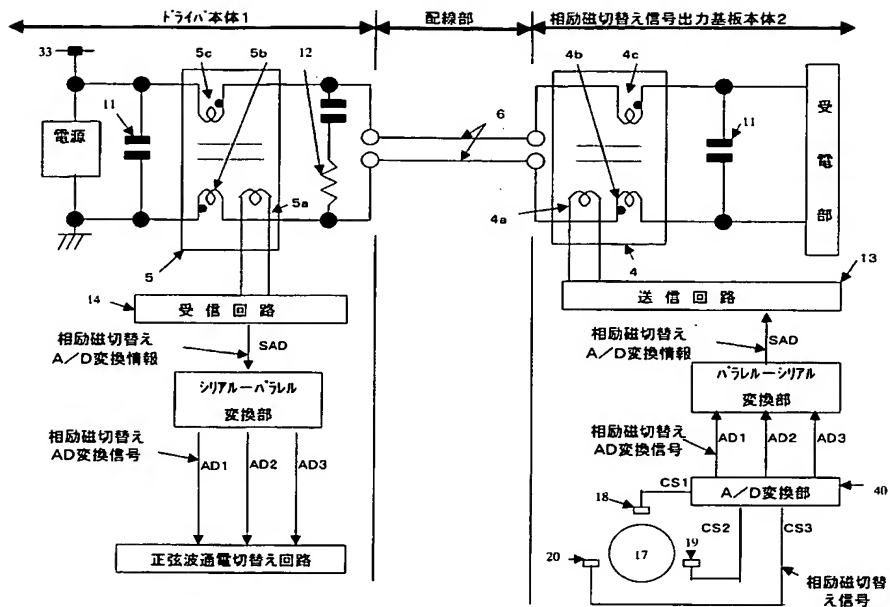 ドライバ本体1
配線部
相励磁切替え信号出力基板本体2
33
5c
5b
12
4b
4c
11
電源
6
11
受電部
5a
4a
5
4
13
14
受信回路
送信回路
相励磁切替え
A/D変換情報
SAD
相励磁切替え
A/D変換情報
SAD
シリアルーパラレル
変換部
パラレルーシリアル
変換部
相励磁切替え
AD変換信号
AD1
AD2
AD3
相励磁切替え
AD変換信号
AD1
AD2
AD3
CS1
A/D変換部
40
18
CS2
CS3
正弦波通電切替え回路
20
17
19
相励磁切替
え信号